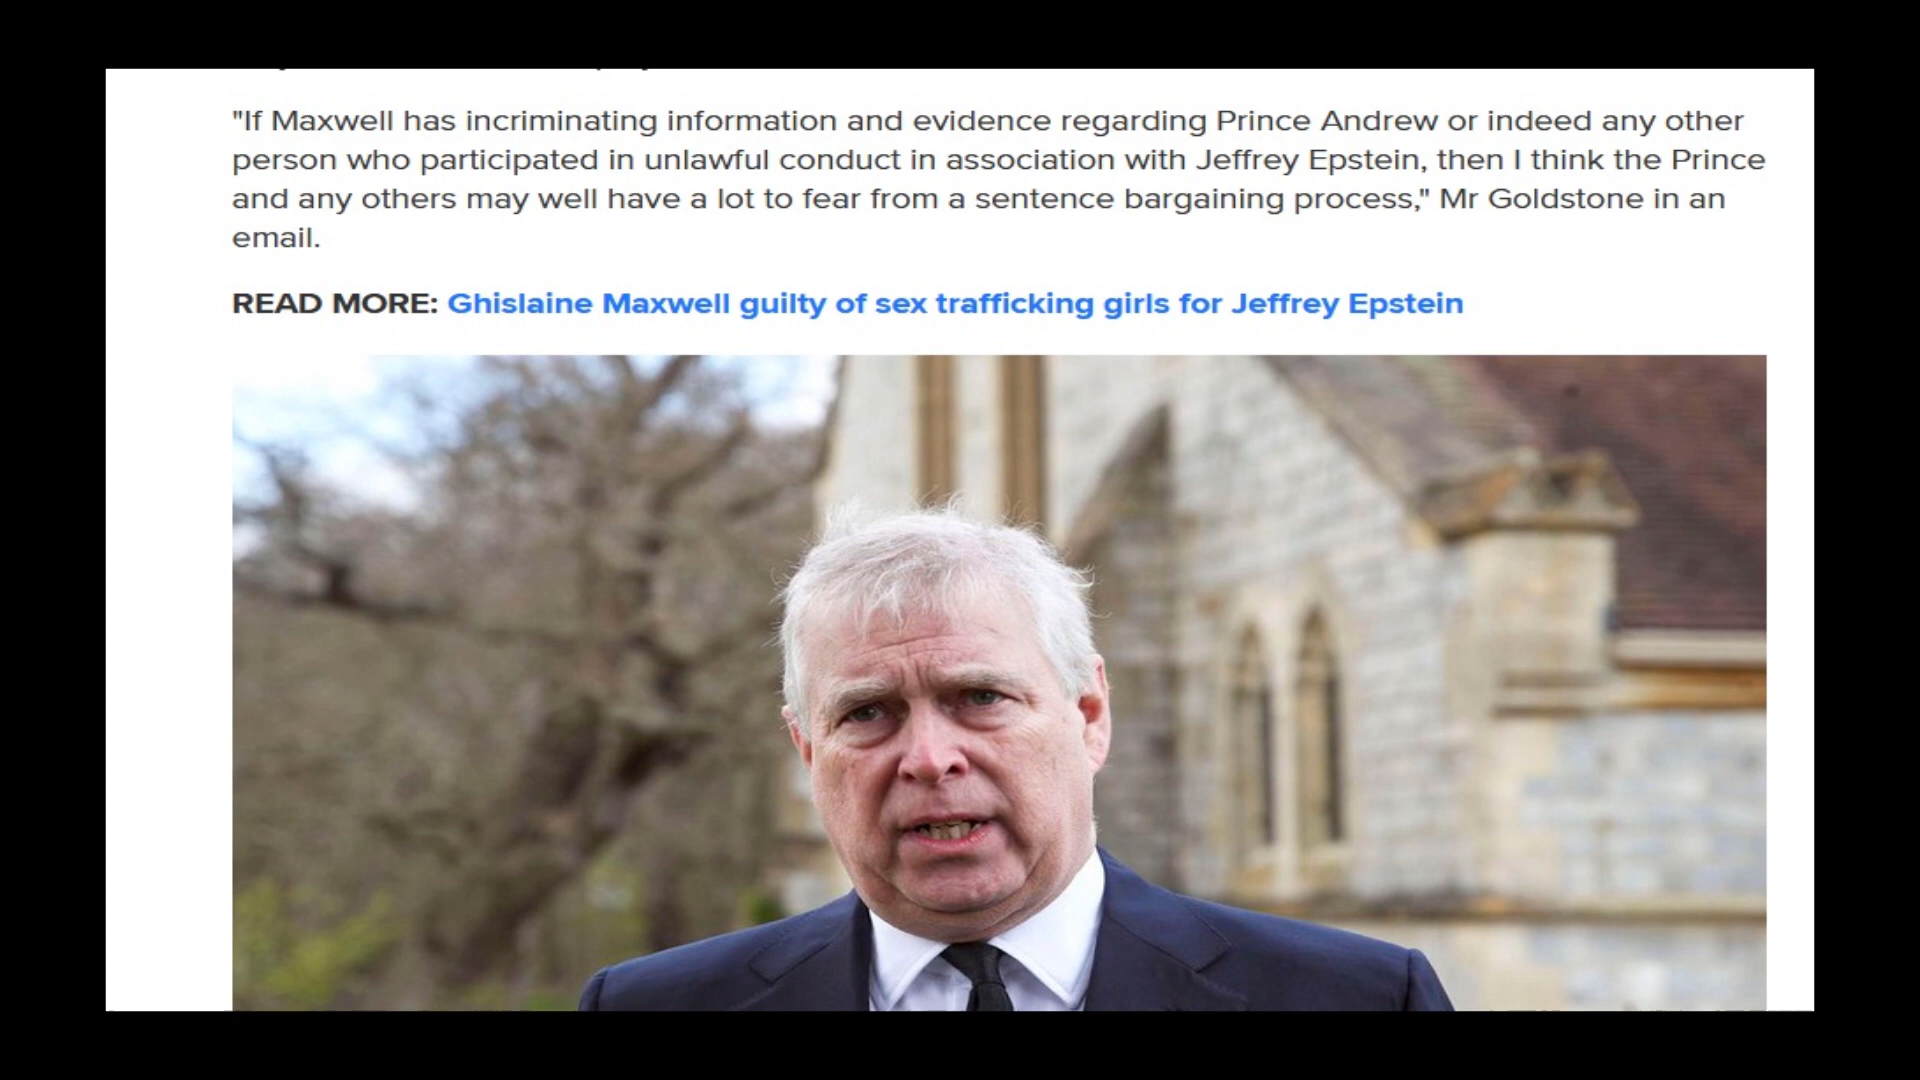 "If Maxwell has incriminating information and evidence regarding Prince Andrew or indeed any other
person who participated in unlawful conduct in association with Jeffrey Epstein, then I think the Prince
and any others may well have a lot to fear from a sentence bargaining process," Mr Goldstone in an
email.
READ MORE: Ghislaine Maxwell guilty of sex trafficking girls for Jeffrey Epstein